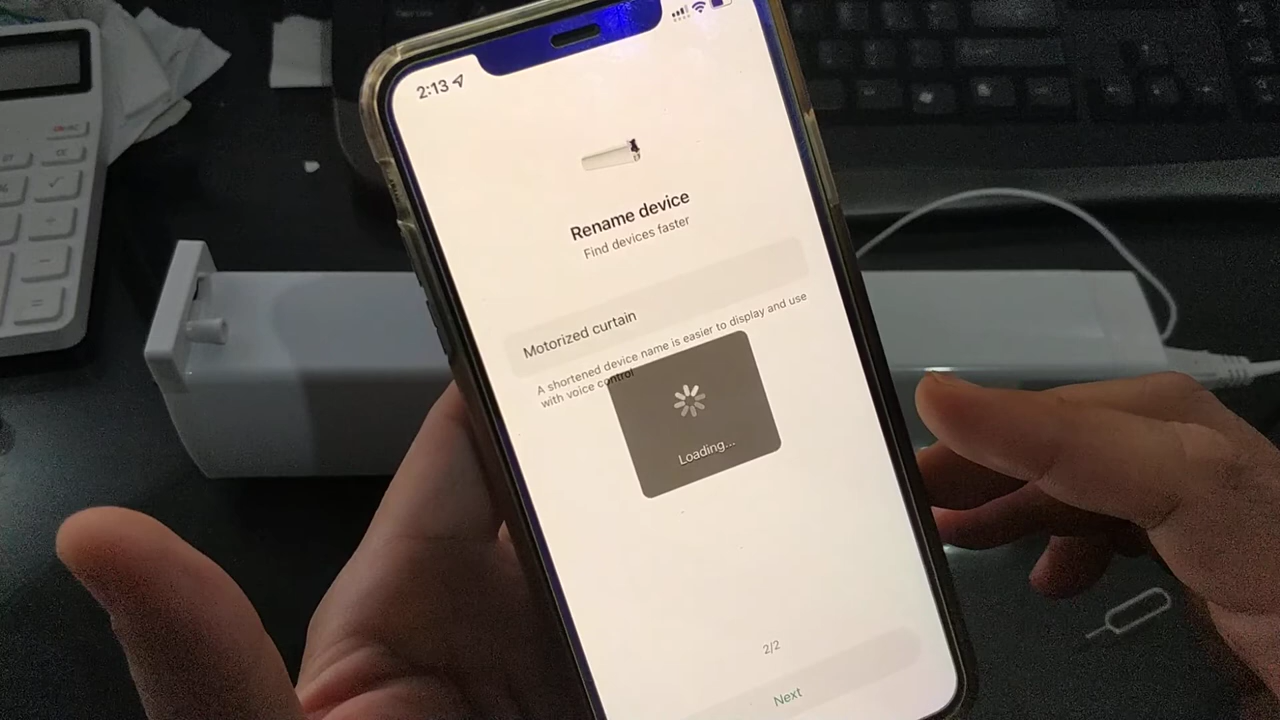 2:13
Rename device
Find devices faster
Motorized curtain
A shortened device name is easier to display and use
with voice control
Loading...
2/2
Next